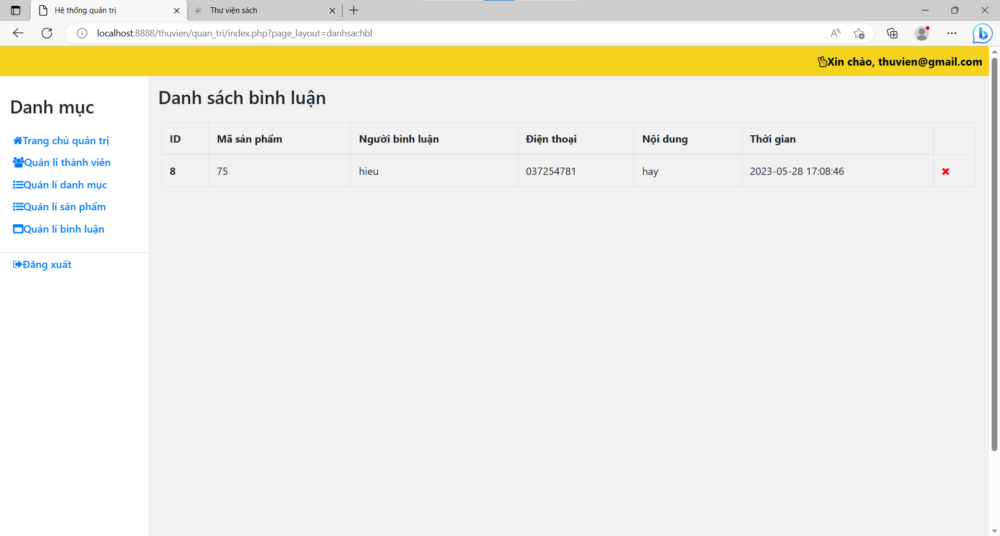 Hệ thống quản trị
Thư viện sách
localhost:8888/thuvien/quan_tri/index.php?page_layout=danhsachbl
Xin chào, thuvien@gmail.com
Danh mục
Trang chủ quản trị
Quản lí thành viên
Quản lí danh mục
Quản lí sản phẩm
Quản lí bình luận
Đăng xuất
Danh sách bình luận
ID Mã sản phẩm Người bình luận Điện thoại Nội dung Thời gian
8 75 hieu 037254781 hay 2023-05-28 17:08:46